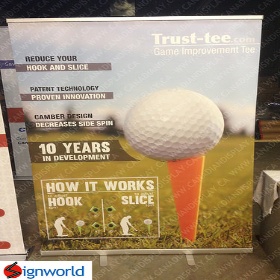 Trust-tee.com
Game Improvement Tee
REDUCE YOUR
HOOK AND SLICE
PATENT TECHNOLOGY
PROVEN INNOVATION
CAMBER DESIGN
DECREASES SIDE SPIN
10 YEARS
IN DEVELOPMENT
HOW IT WORKS
HOOK SLICE
Signworld